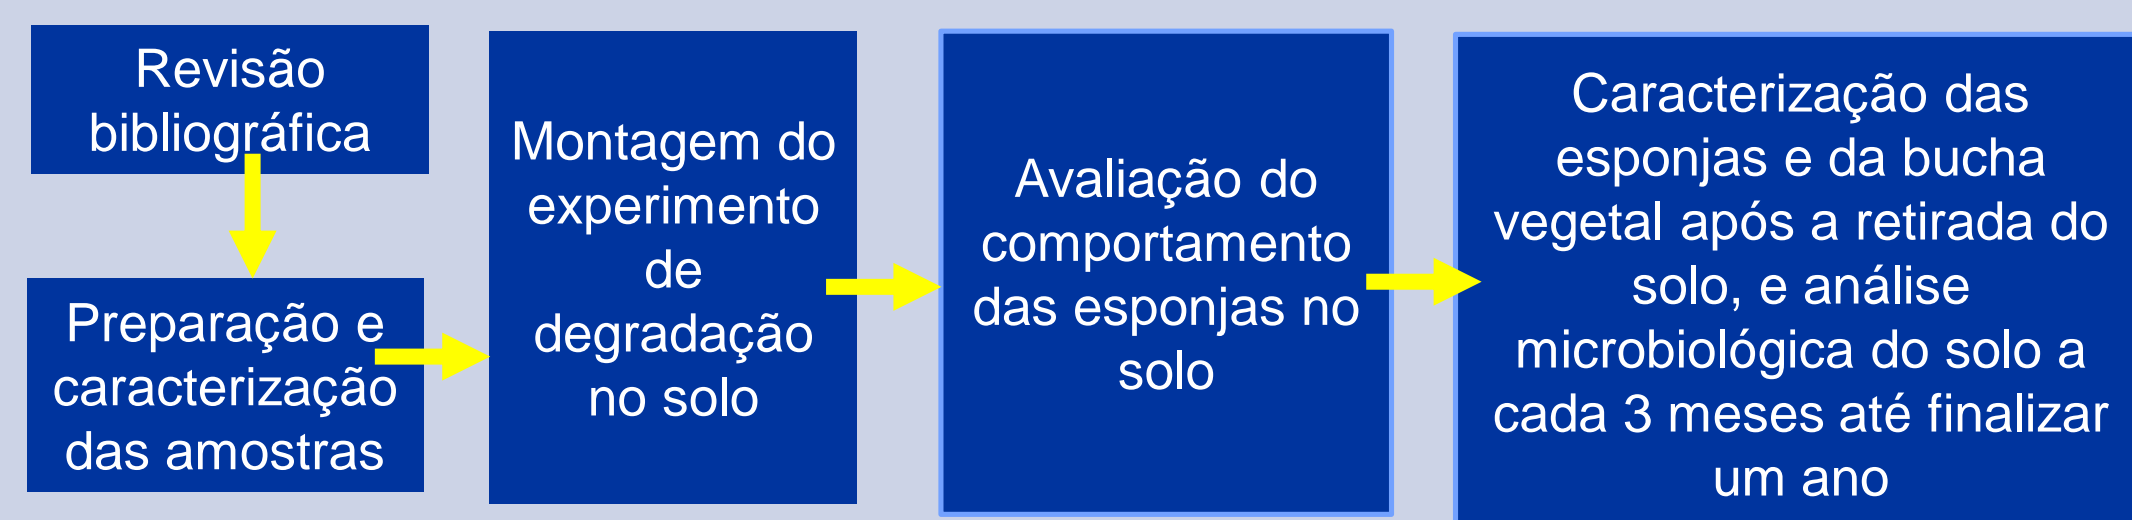 Revisão
bibliográfica
Preparação e
caracterização
das amostras
Montagem do
experimento
de
degradação
no solo
Avaliação do
comportamento
das esponjas no
solo
Caracterização das
esponjas e da bucha
vegetal após a retirada do
solo, e análise
microbiológica do solo a
cada 3 meses até finalizar
um ano